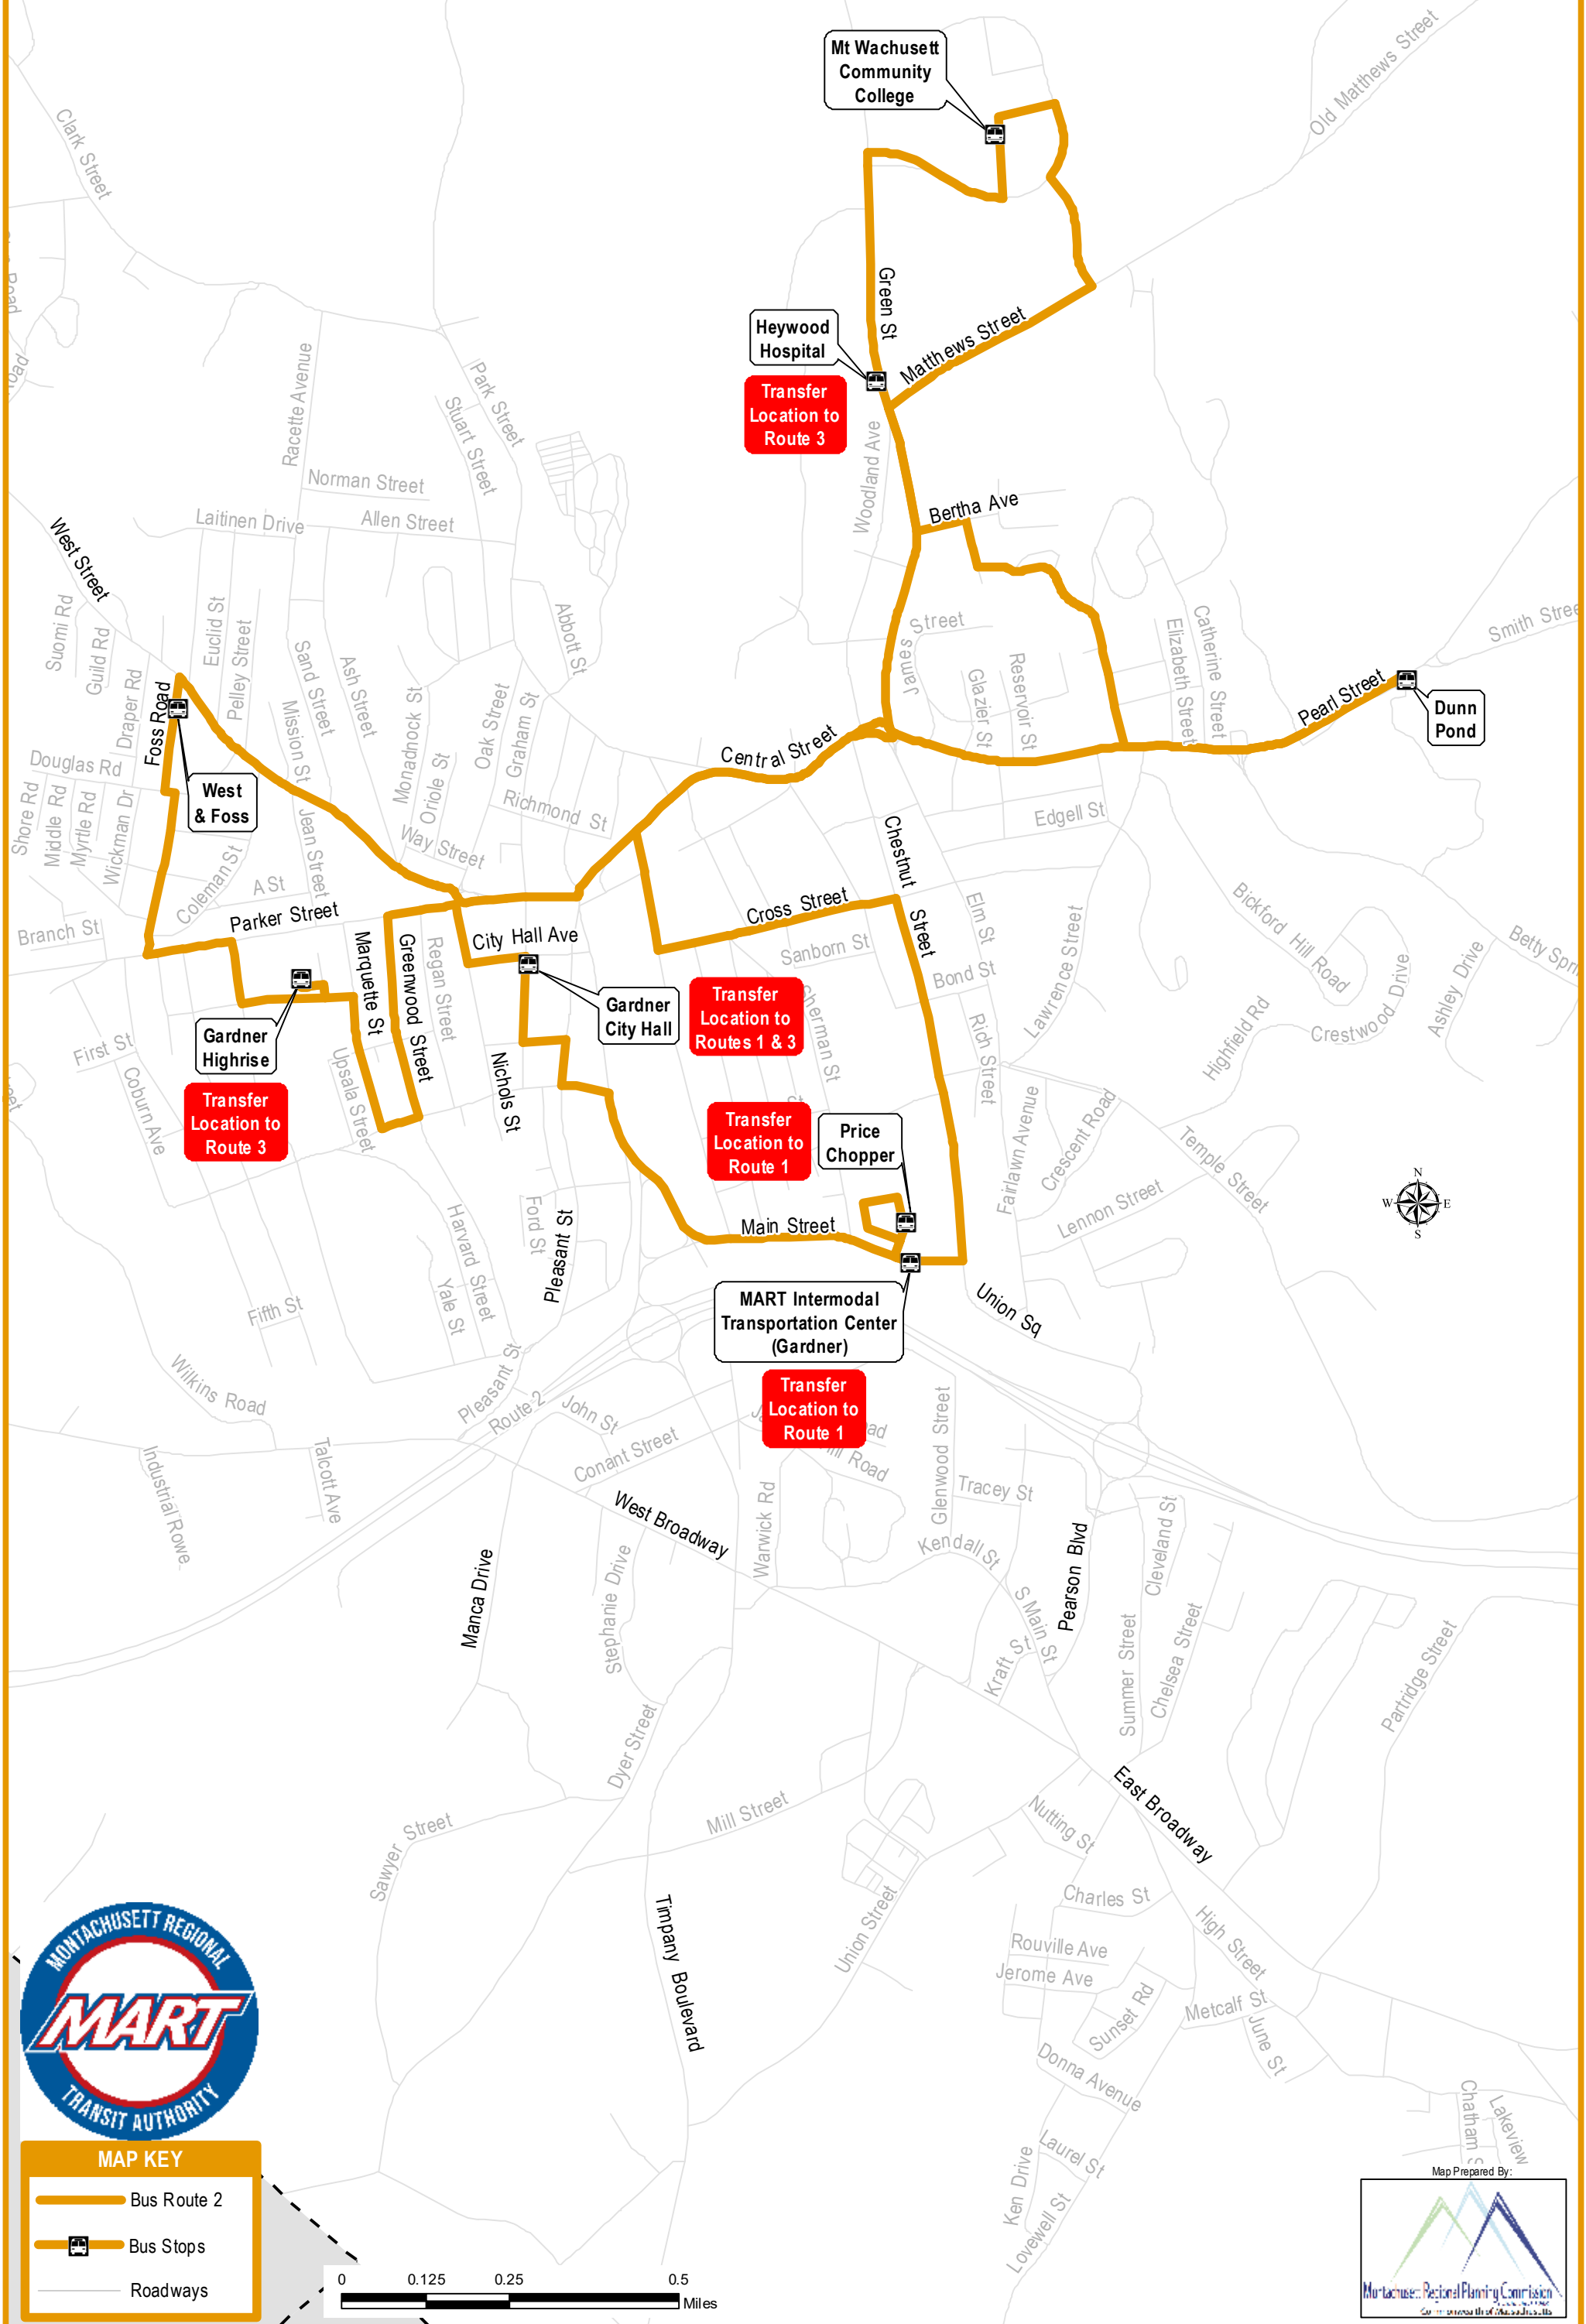 Mt Wachusett
Community
College
Old Matthews Street
Clark Street
Green St
Heywood
Hospital
Matthews Street
Transfer
Location to
Route 3
Racette Avenue
Park Street
Stuart Street
Woodland Ave
Norman Street
Laitinen Drive
Allen Street
Bertha Ave
West Street
Suomi Rd
Guild Rd
Draper Rd
Euclid St
Pelley Street
Sand Street
Ash Street
Abbott St
James Street
Glazier St
Reservoir St
Elizabeth Street
Catherine Street
Smith Stree
Pearl Street
Dunn
Pond
Foss Road
Mission St
Monadnock St
Oriole St
Oak Street
Graham St
Central Street
Douglas Rd
Shore Rd
Middle Rd
Myrtle Rd
Wickman Dr
West
& Foss
Jean Street
Way Street
Richmond St
Edgell St
Chestnut Street
Coleman St
A St
Parker Street
Branch St
Cross Street
Sanborn St
Elm St
Bond St
Lawrence Street
Bickford Hill Road
Crestwood Drive
Ashley Drive
Betty Spri
City Hall Ave
Marquette St
Greenwood Street
Regan Street
Gardner
City Hall
Transfer
Location to
Routes 1 & 3
Sherman St
Gardner
Highrise
First St
Coburn Ave
Upsala Street
Nichols St
Rich Street
Highfield Rd
Transfer
Location to
Route 3
Transfer
Location to
Route 1
Price
Chopper
Fairlawn Avenue
Crescent Road
Temple Street
Lennon Street
N
W E
S
Main Street
Ford St
Pleasant St
Harvard Street
Yale St
Fifth St
MART Intermodal
Transportation Center
(Gardner)
Union Sq
Transfer
Location to
Route 1
Wilkins Road
Pleasant St
Route 2
John St
Conant Street
Road
Glenwood Street
Tracey St
Industrial Rowe
Talcott Ave
West Broadway
Warwick Rd
Kendall St
Pearson Blvd
Cleveland St
Manca Drive
Stephanie Drive
S Main St
Kraft St
Summer Street
Chelsea Street
Partridge Street
Dyer Street
Mill Street
East Broadway
Nutting St
Sawyer Street
Charles St
High Street
Timpany Boulevard
Union Street
Rouville Ave
Jerome Ave
Sunset Rd
Metcalf St
June St
Donna Avenue
Laurel St
Ken Drive
Lovewell St
Chatham S
Lakeview
MONTACHUSETT REGIONAL
MART
TRANSIT AUTHORITY
MAP KEY
Bus Route 2
Bus Stops
Roadways
0 0.125 0.25 0.5
Miles
Map Prepared By:
Montachusett Regional Planning Commission
Commonwealth of Massachusetts